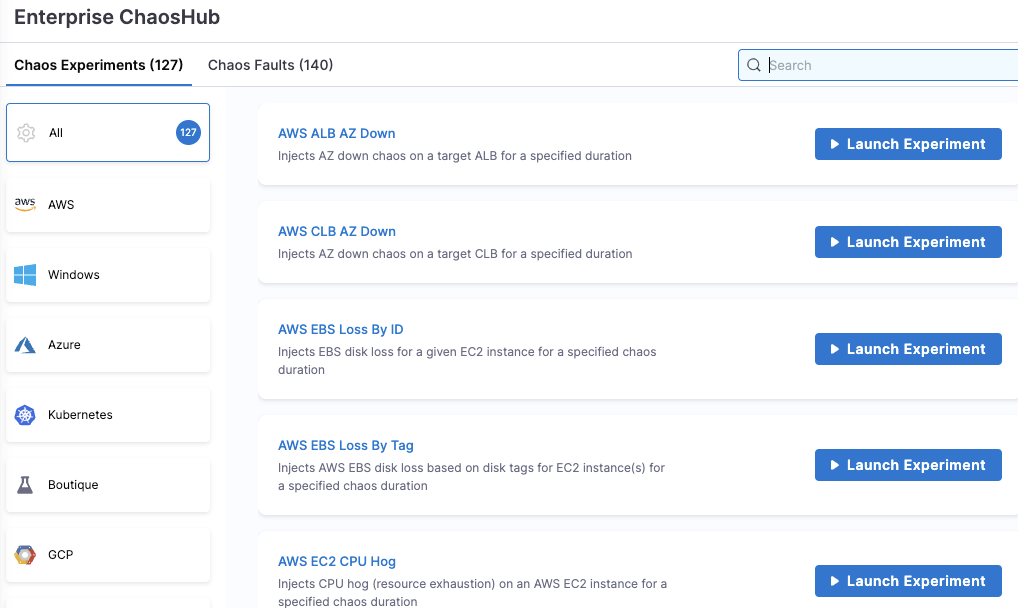 Enterprise ChaosHub
Chaos Experiments (127)
Chaos Faults (140)
Search
All
127
aws
AWS
Windows
Azure
Kubernetes
Boutique
GCP
AWS ALB AZ Down
Injects AZ down chaos on a target ALB for a specified duration
Launch Experiment
AWS CLB AZ Down
Injects AZ down chaos on a target CLB for a specified duration
Launch Experiment
AWS EBS Loss By ID
Injects EBS disk loss for a given EC2 instance for a specified chaos
duration
Launch Experiment
AWS EBS Loss By Tag
Injects AWS EBS disk loss based on disk tags for EC2 instance(s) for
a specified chaos duration
Launch Experiment
AWS EC2 CPU Hog
Injects CPU hog (resource exhaustion) on an AWS EC2 instance for a
specified chaos duration
Launch Experiment